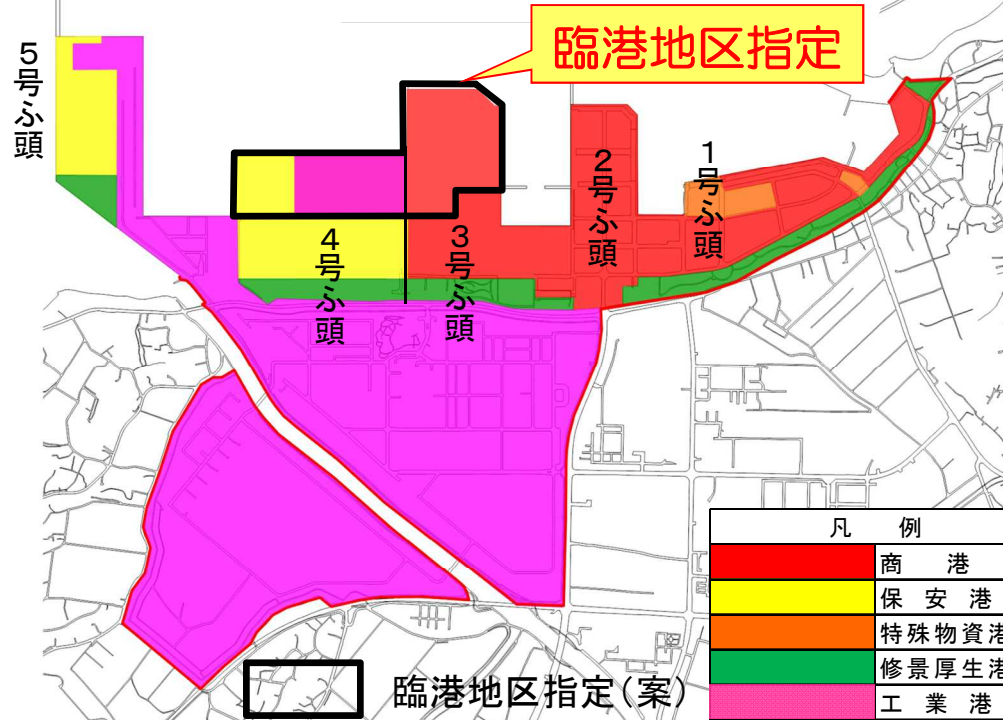 臨港地区指定
5号ふ頭
4号ふ頭
3号ふ頭
2号ふ頭
1号ふ頭
凡 例
商 港
保 安 港
特殊物資港
修景厚生港
工 業 港
臨港地区指定(案)